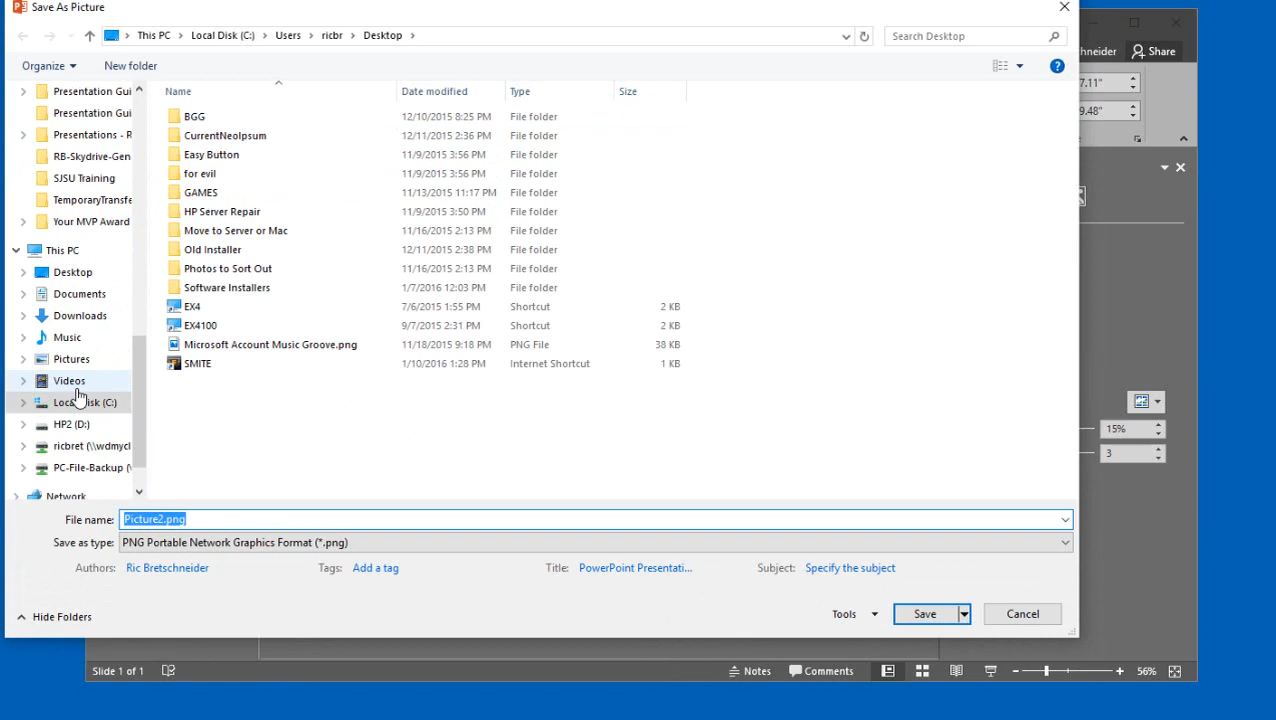 Save As Picture
This PC Local Disk (C:) Users ricbr Desktop
Search Desktop
Organize New folder
Name Date modified Type Size
BGG 12/10/2015 8:25 PM File folder
CurrentNeoIpsum 12/11/2015 2:36 PM File folder
Easy Button 11/9/2015 3:56 PM File folder
for evil 11/9/2015 3:56 PM File folder
GAMES 11/13/2015 11:17 PM File folder
HP Server Repair 11/9/2015 3:50 PM File folder
Move to Server or Mac 11/16/2015 2:13 PM File folder
Old Installer 12/11/2015 2:38 PM File folder
Photos to Sort Out 11/16/2015 2:13 PM File folder
Software Installers 1/7/2016 12:03 PM File folder
EX4 7/6/2015 1:55 PM Shortcut 2 KB
EX4100 9/7/2015 2:31 PM Shortcut 2 KB
Microsoft Account Music Groove.png 11/18/2015 9:18 PM PNG File 38 KB
SMITE 1/10/2016 1:28 PM Internet Shortcut 1 KB
Presentation Gui
Presentation Gui
Presentations - R
RB-Skydrive-Gen
SJSU Training
TemporaryTransfe
Your MVP Award
This PC
Desktop
Documents
Downloads
Music
Pictures
Videos
Local Disk (C:)
HP2 (D:)
ricbret (\\wdmycl
PC-File-Backup (\
Network
File name: Picture2.png
Save as type: PNG Portable Network Graphics Format (*.png)
Authors: Ric Bretschneider Tags: Add a tag Title: PowerPoint Presentati... Subject: Specify the subject
Hide Folders Tools Save Cancel
hneider Share
7.11"
9.48"
15%
3
Slide 1 of 1 Notes Comments 56%